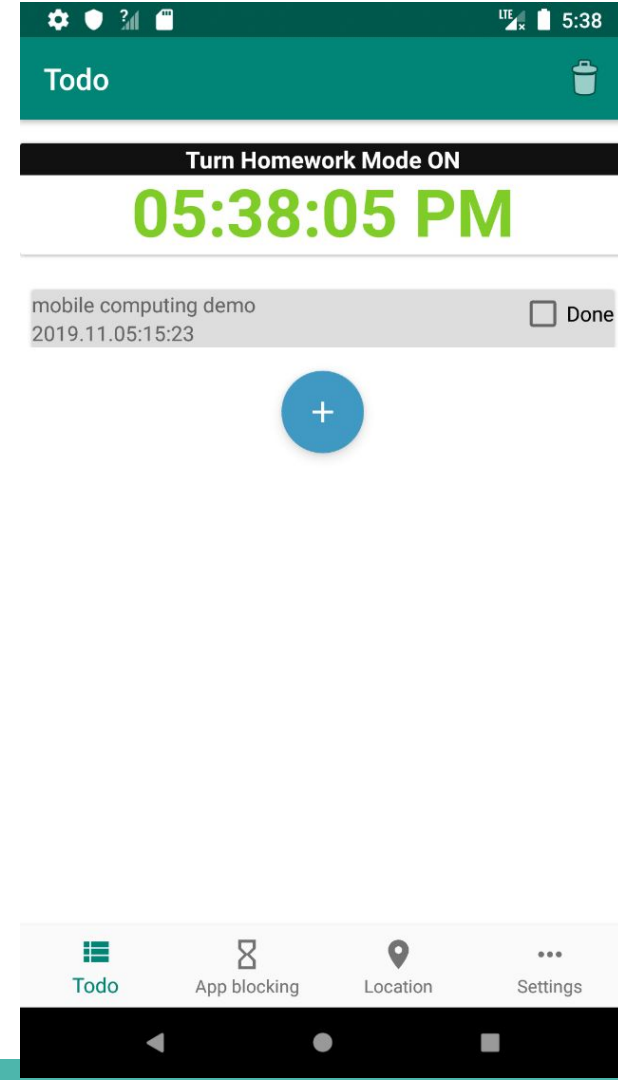 LTE 5:38
Todo
Turn Homework Mode ON
05:38:05 PM
mobile computing demo
Done
2019.11.05:15:23
+
Todo App blocking Location Settings